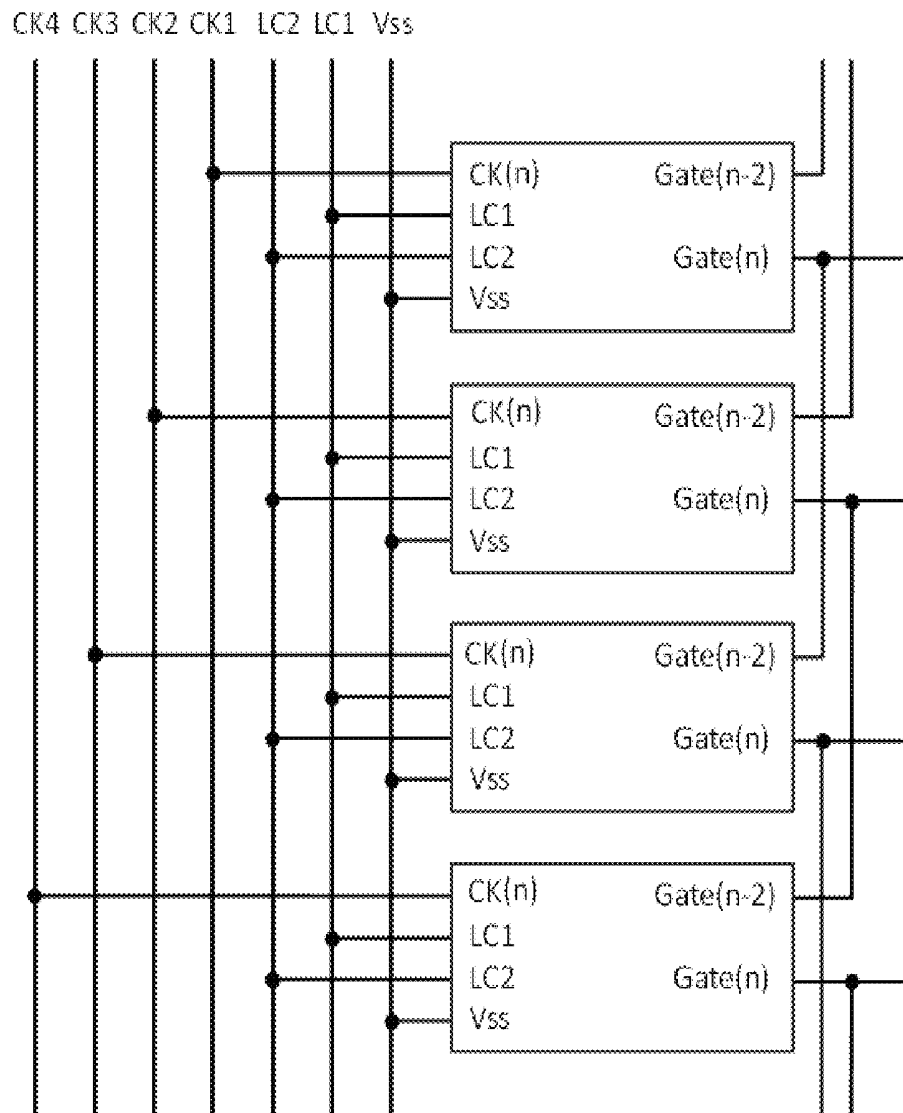 CK4 CK3 CK2 CK1 LC2 LC1 Vss
CK(n) Gate(n-2)
LC1
LC2 Gate(n)
Vss
CK(n) Gate(n-2)
LC1
LC2 Gate(n)
Vss
CK(n) Gate(n-2)
LC1
LC2 Gate(n)
Vss
CK(n) Gate(n-2)
LC1
LC2 Gate(n)
Vss